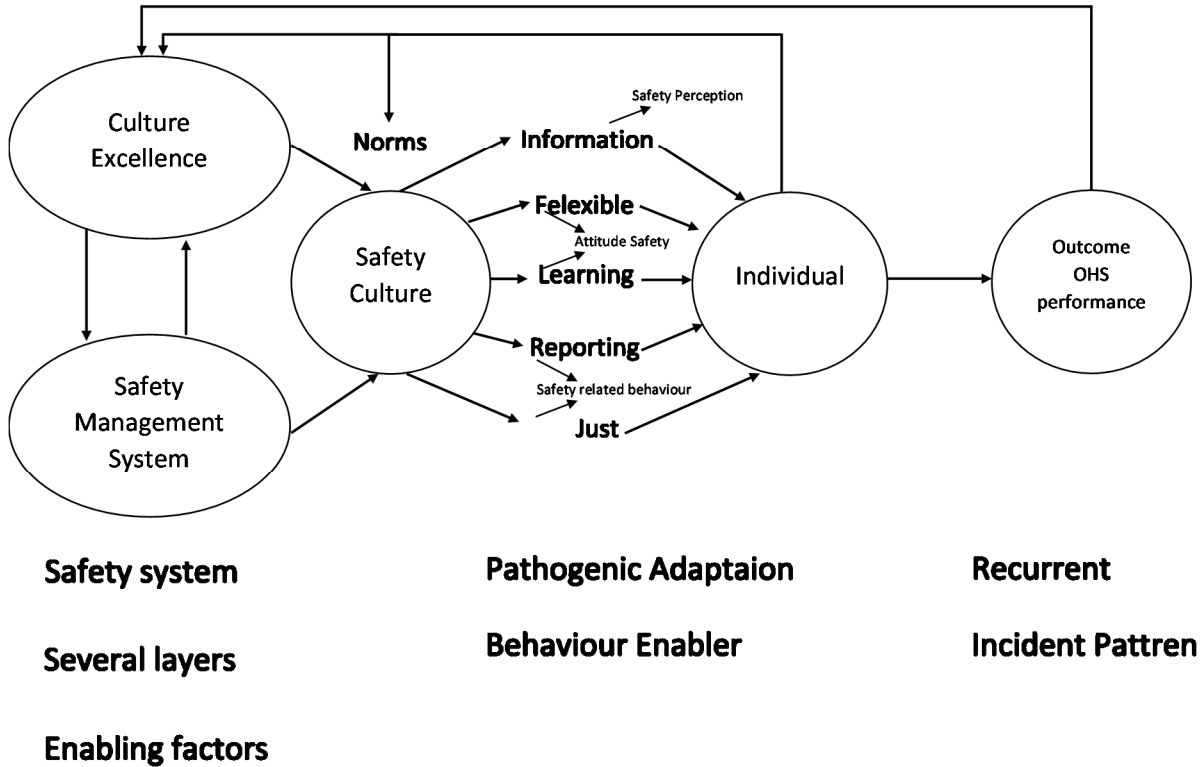 Culture
Excellence
Safety
Management
System
Norms
Safety
Culture
Safety Perception
Information
Felexible
Attitude Safety
Learning
Reporting
Safety related behaviour
Just
Individual
Outcome
OHS
performance
Safety system
Several layers
Enabling factors
Pathogenic Adaptaion
Behaviour Enabler
Recurrent
Incident Pattren